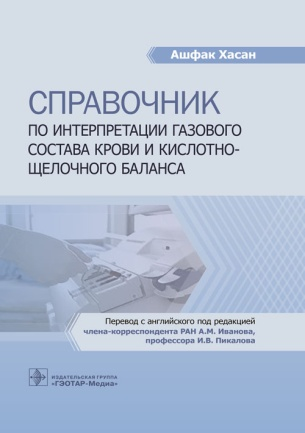 Ашфак Хасан
СПРАВОЧНИК
ПО ИНТЕРПРЕТАЦИИ ГАЗОВОГО
СОСТАВА КРОВИ И КИСЛОТНО-
ЩЕЛОЧНОГО БАЛАНСА
Перевод с английского под редакцией
члена-корреспондента РАН А.М. Иванова,
профессора И.В. Пикалова
ИЗДАТЕЛЬСКАЯ ГРУППА
«ГЭОТАР-Медиа»